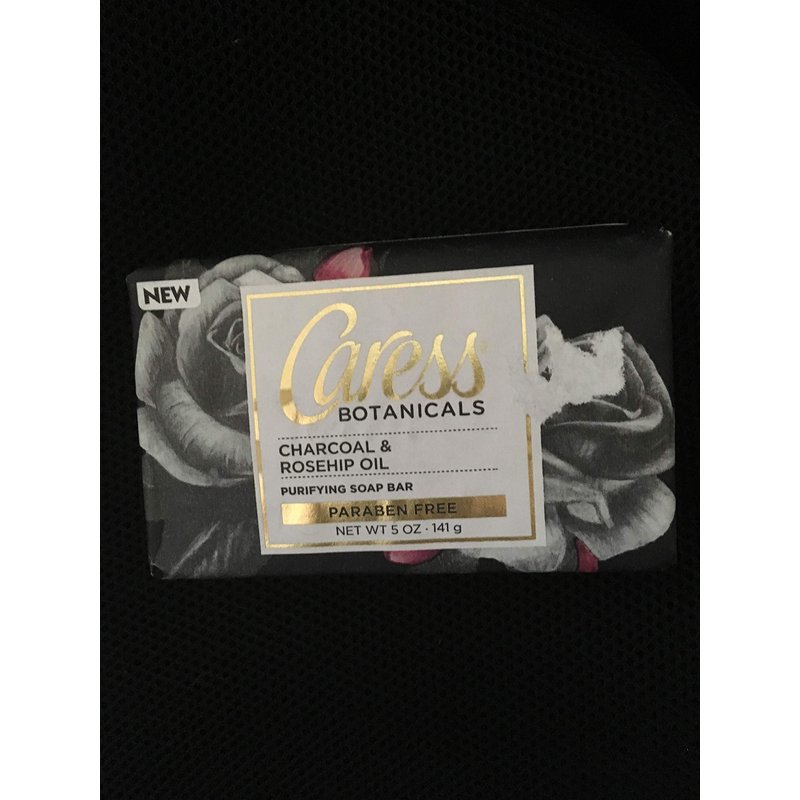 NEW
Caress
BOTANICALS
CHARCOAL &
ROSEHIP OIL
PURIFYING SOAP BAR
PARABEN FREE
NET WT 5 OZ · 141 g